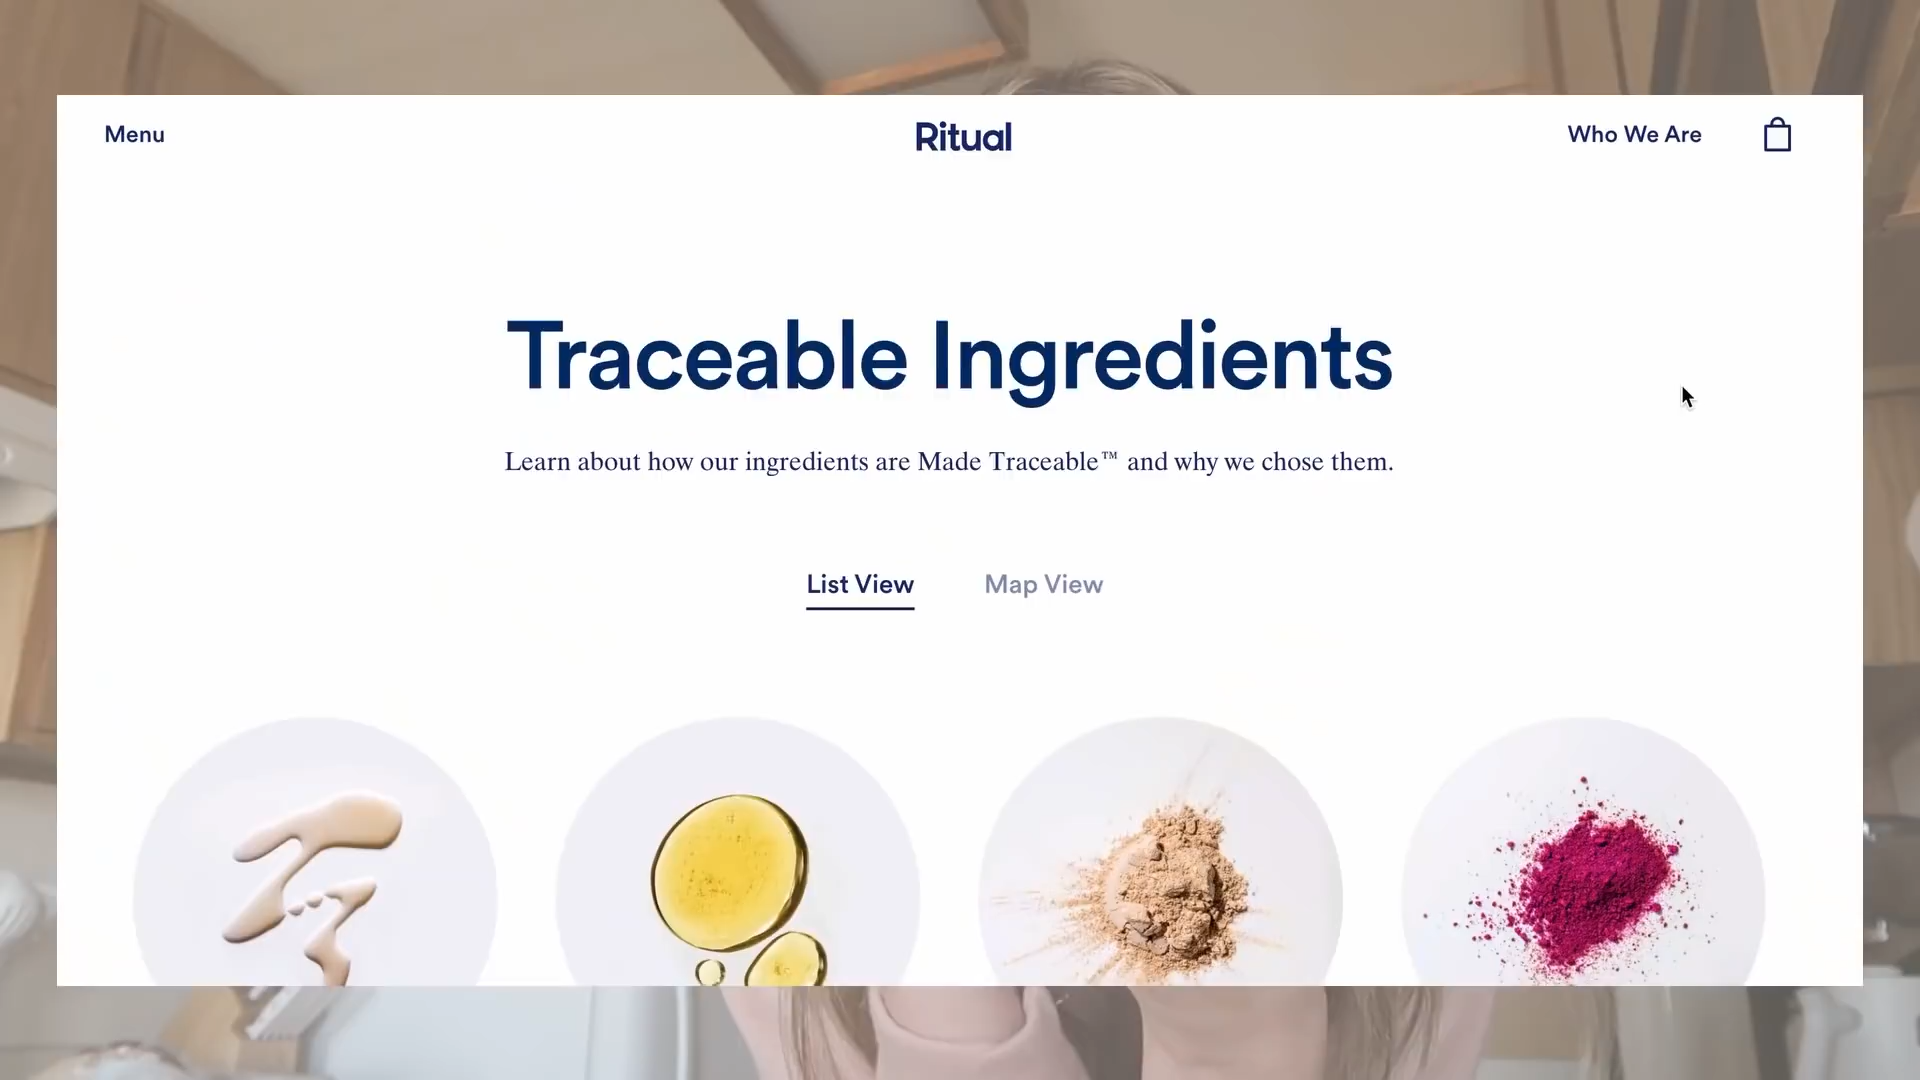 Menu
Ritual
Who We Are
Traceable Ingredients
Learn about how our ingredients are Made Traceable™ and why we chose them.
List View
Map View